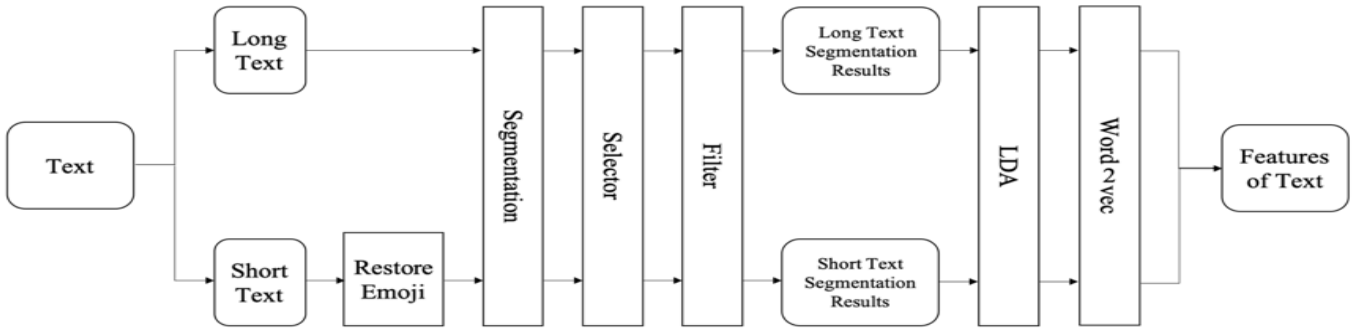 Text
Long
Text
Short
Text
Restore
Emoji
Segmentation
Selector
Filter
Long Text
Segmentation
Results
Short Text
Segmentation
Results
LDA
Word2vec
Features
of Text